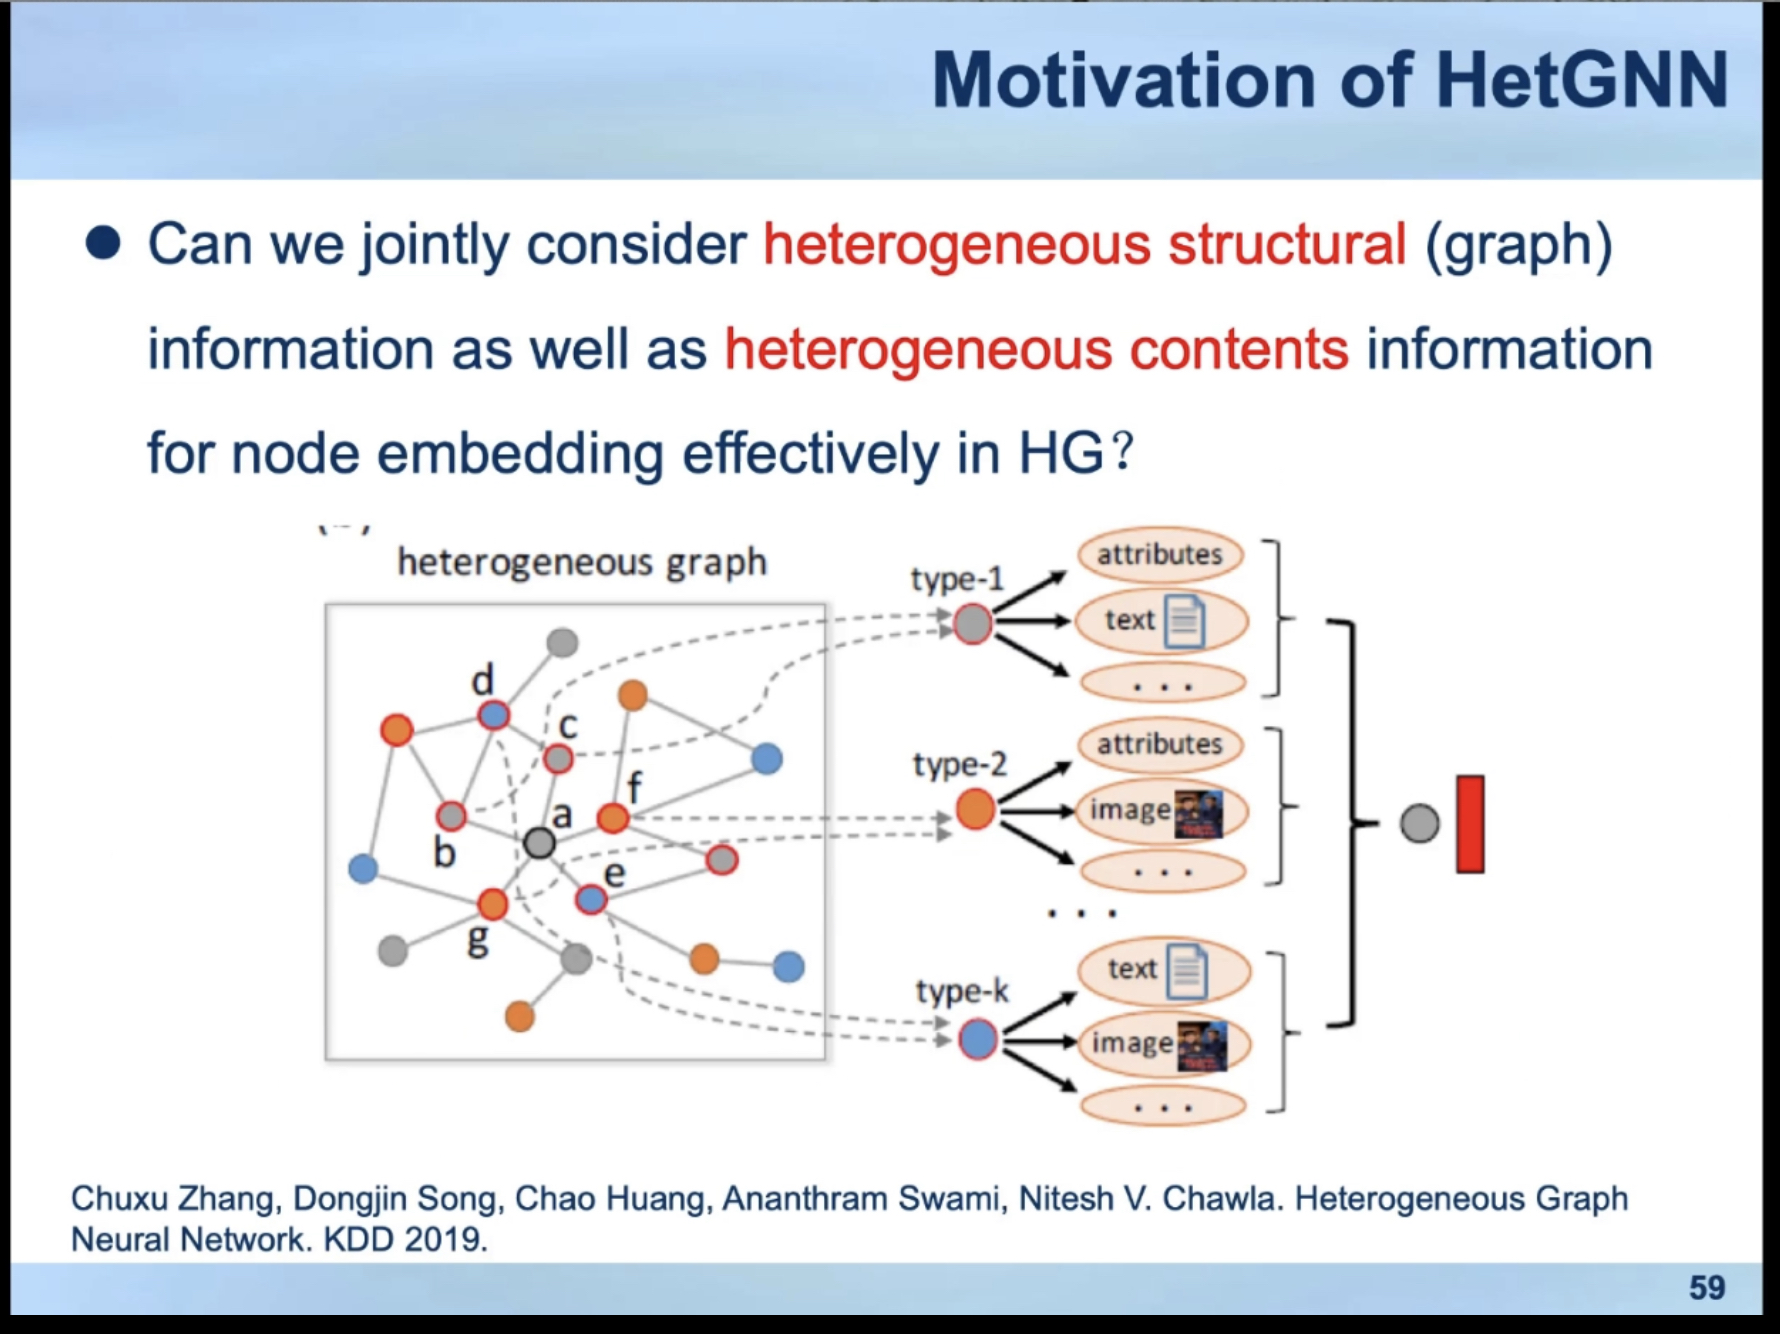 Motivation of HetGNN
Can we jointly consider heterogeneous structural (graph)
information as well as heterogeneous contents information
for node embedding effectively in HG?
heterogeneous graph
d
c
f
a
b
e
g
type-1
attributes
text
. . .
type-2
attributes
image
. . .
. . .
type-k
text
image
. . .
Chuxu Zhang, Dongjin Song, Chao Huang, Ananthram Swami, Nitesh V. Chawla. Heterogeneous Graph
Neural Network. KDD 2019.
59